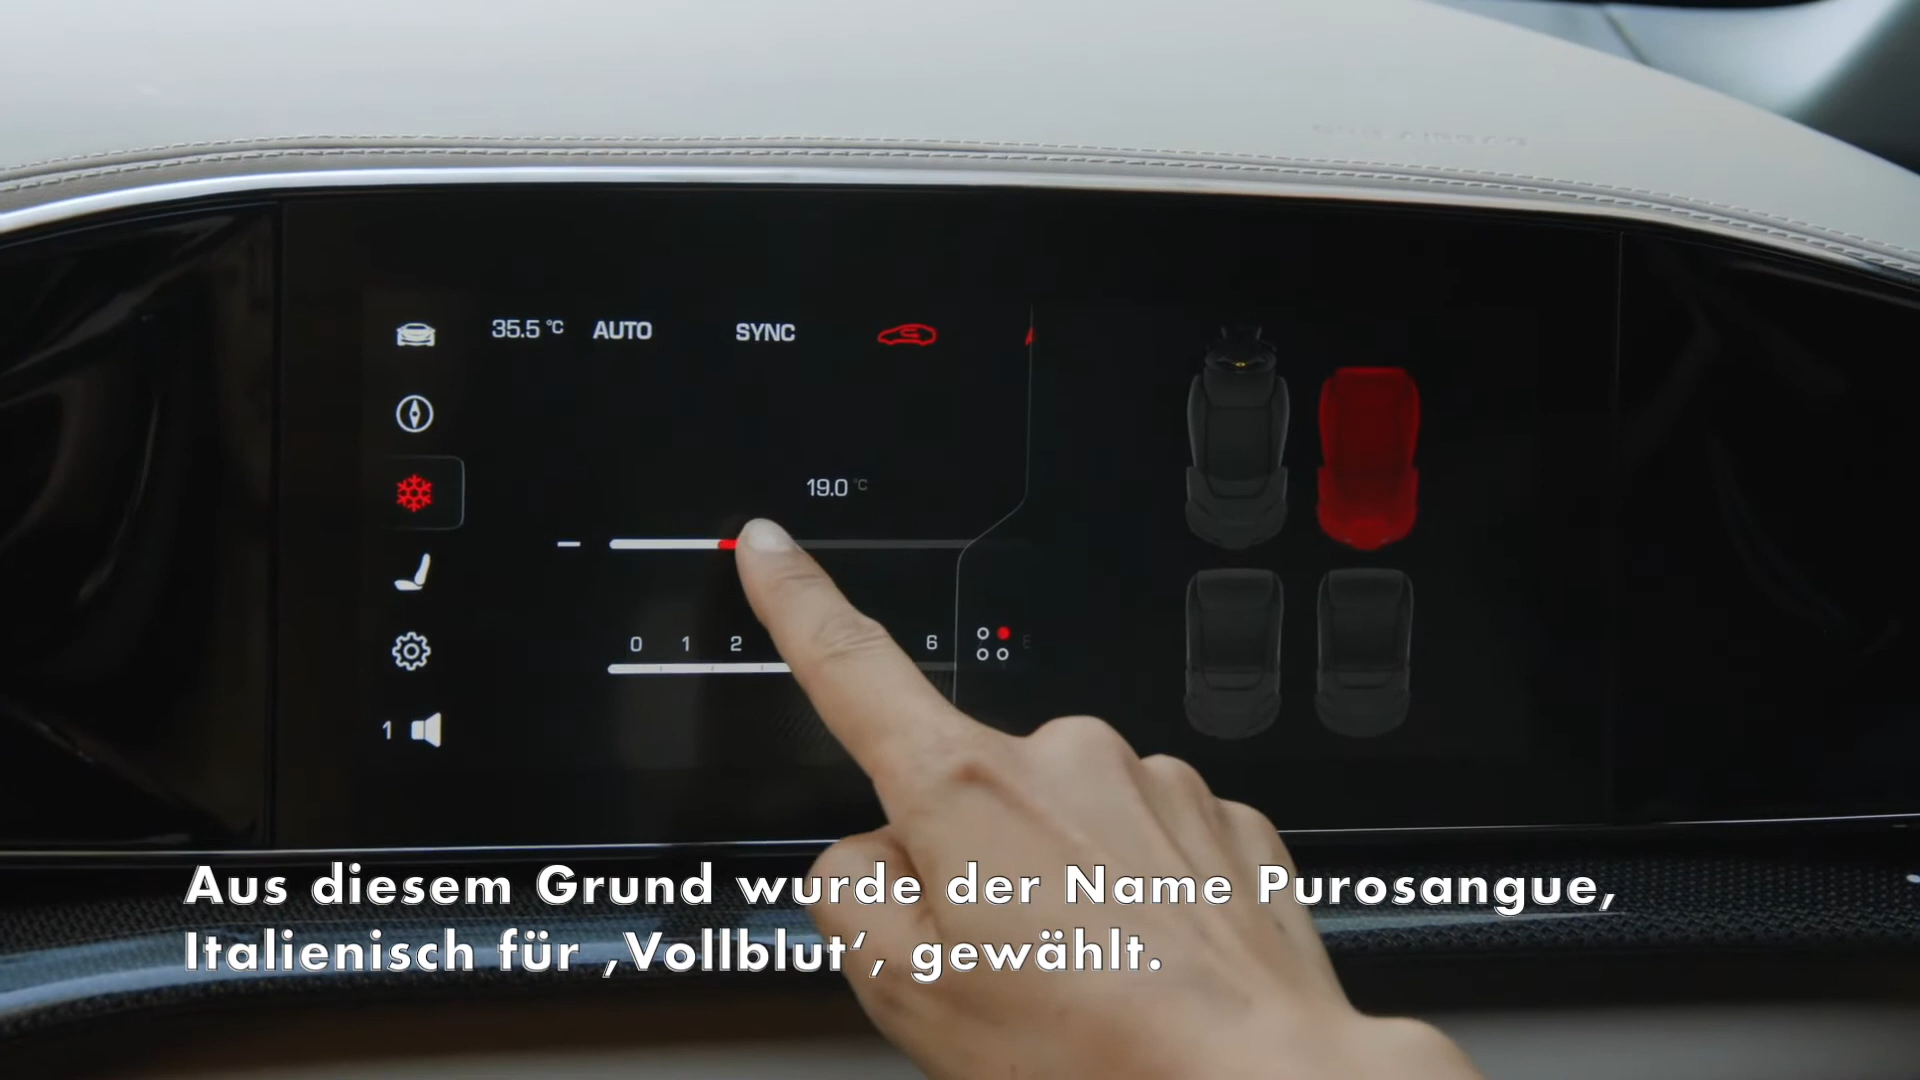 35.5 °C AUTO SYNC
19.0 °C
0 1 2 6
1
Aus diesem Grund wurde der Name Purosangue,
Italienisch für ‚Vollblut‘, gewählt.